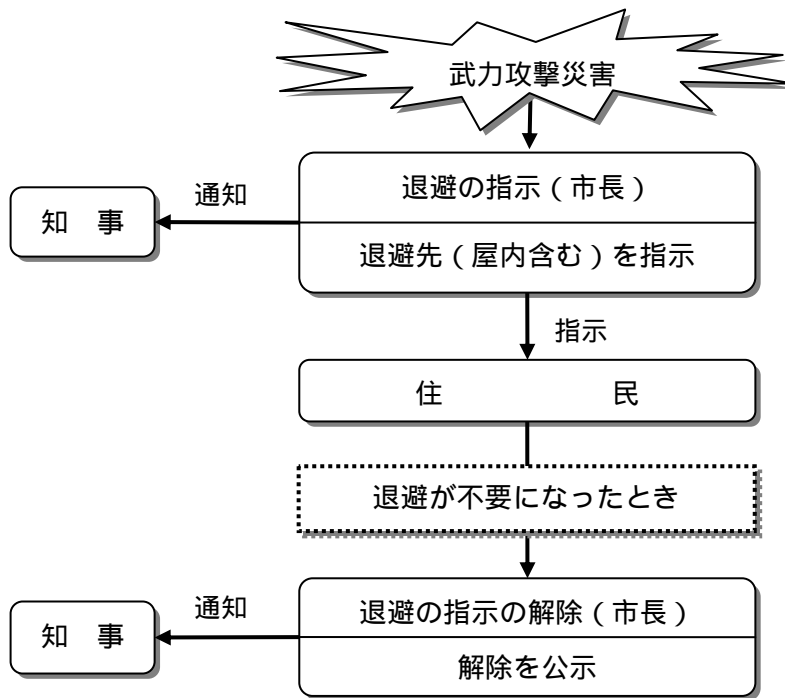 武力攻撃災害
退避の指示（市長）
通知
知　事
退避先（屋内含む）を指示
指示
住　　　　　民
退避が不要になったとき
退避の指示の解除（市長）
通知
知　事
解除を公示